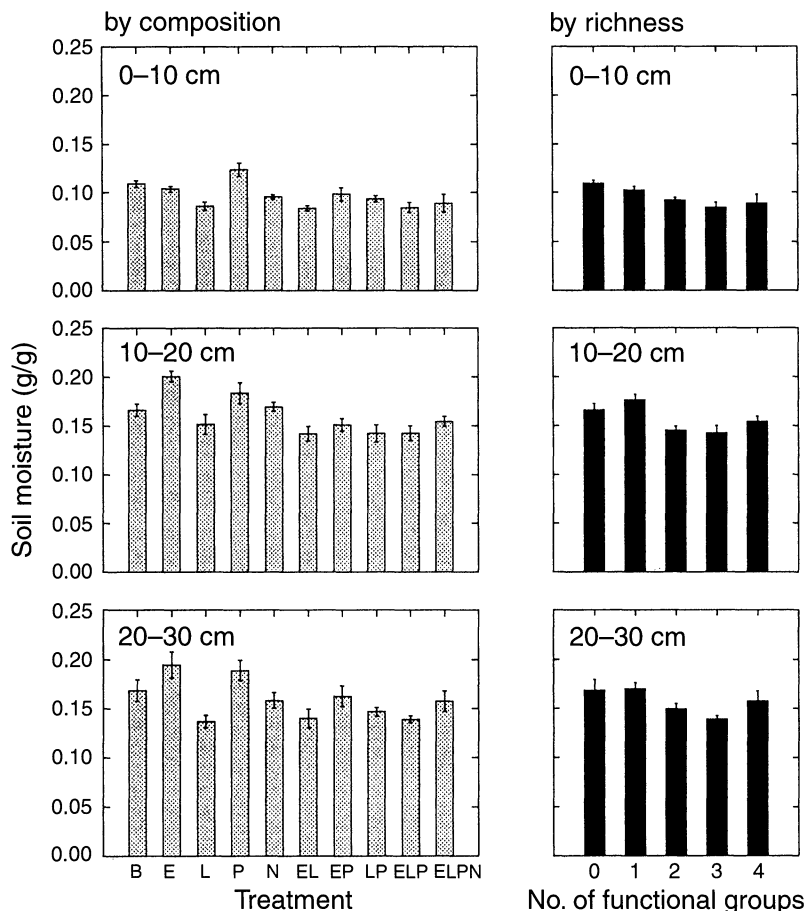 by composition
by richness
0.25
0–10 cm
0–10 cm
0.20
0.15
0.10
0.05
0.00
0.25
10–20 cm
10–20 cm
0.20
0.15
0.10
0.05
0.00
Soil moisture (g/g)
0.25
20–30 cm
20–30 cm
0.20
0.15
0.10
0.05
0.00
B E L P N EL EP LP ELP ELPN
0 1 2 3 4
Treatment
No. of functional groups